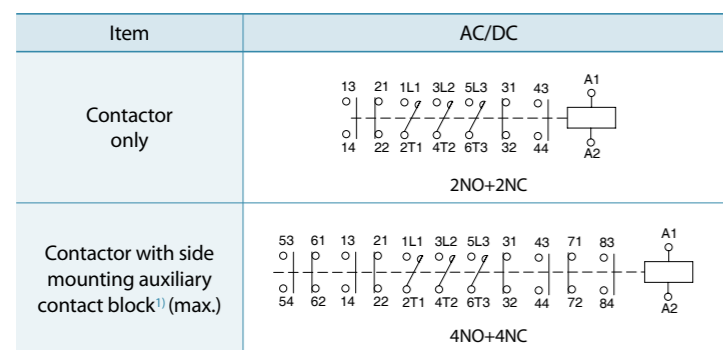 Item
AC/DC
Contactor
only
13 21 1L1 3L2 5L3 31 43 A1
14 22 2T1 4T2 6T3 32 44 A2
2NO+2NC
Contactor with side
mounting auxiliary
contact block1) (max.)
53 61 13 21 1L1 3L2 5L3 31 43 71 83 A1
54 62 14 22 2T1 4T2 6T3 32 44 72 84 A2
4NO+4NC